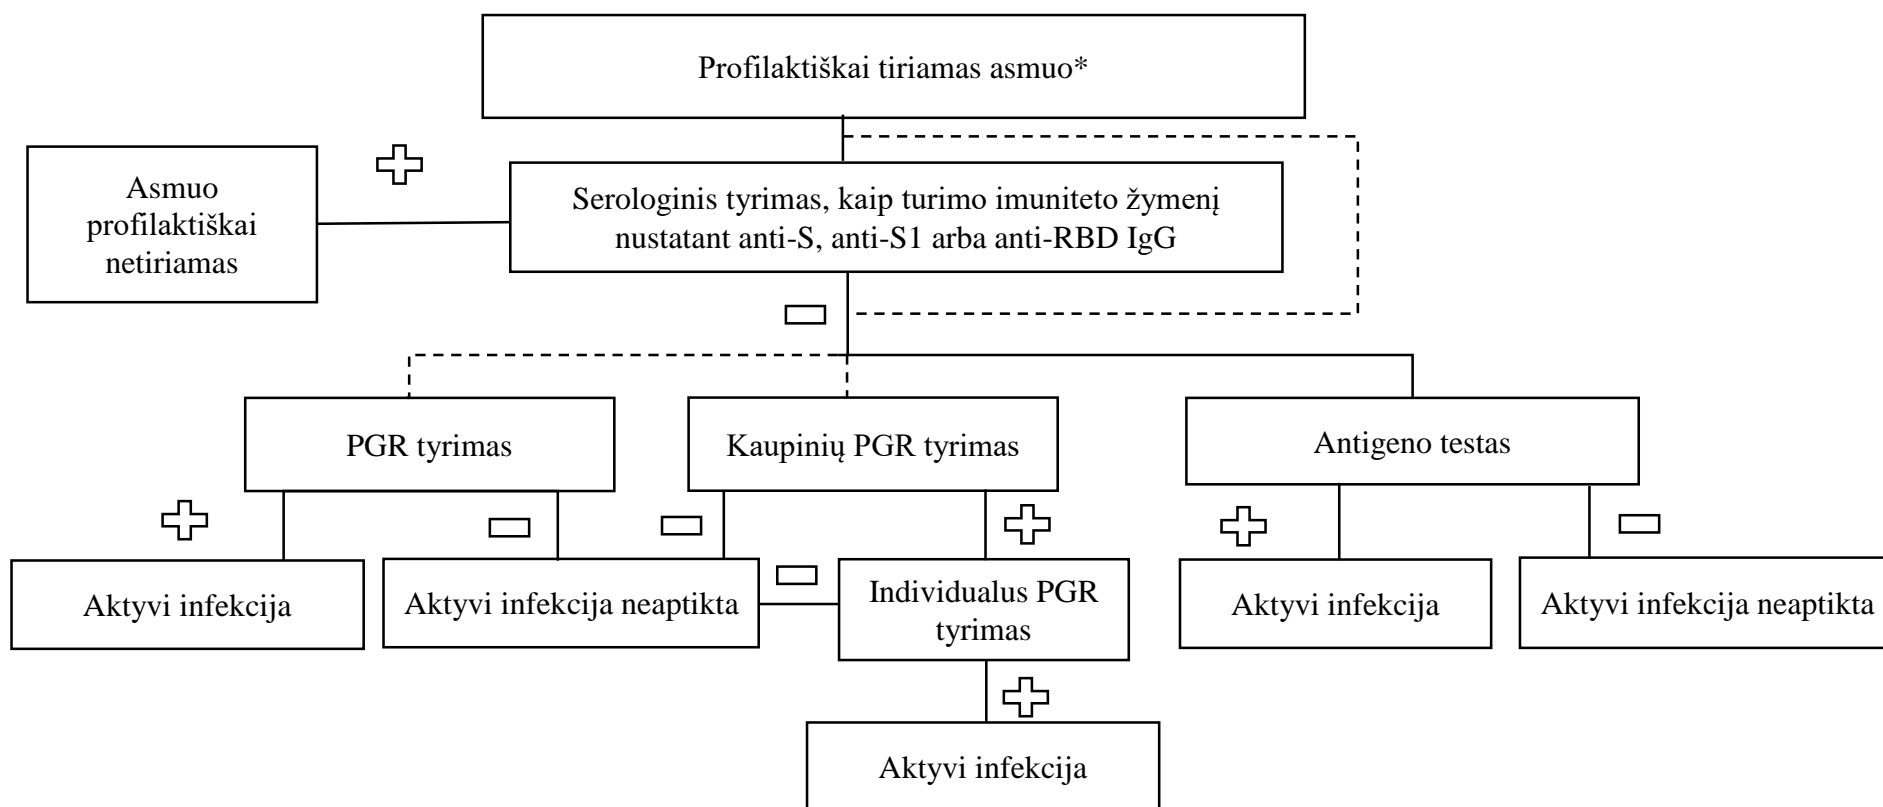 Profilaktiškai tiriamas asmuo*
Asmuo
profilaktiškai
netiriamas
Serologinis tyrimas, kaip turimo imuniteto žymenį
nustatant anti-S, anti-S1 arba anti-RBD IgG
PGR tyrimas
Kaupinių PGR tyrimas
Antigeno testas
Aktyvi infekcija
Aktyvi infekcija neaptikta
Individualus PGR
tyrimas
Aktyvi infekcija
Aktyvi infekcija neaptikta
Aktyvi infekcija